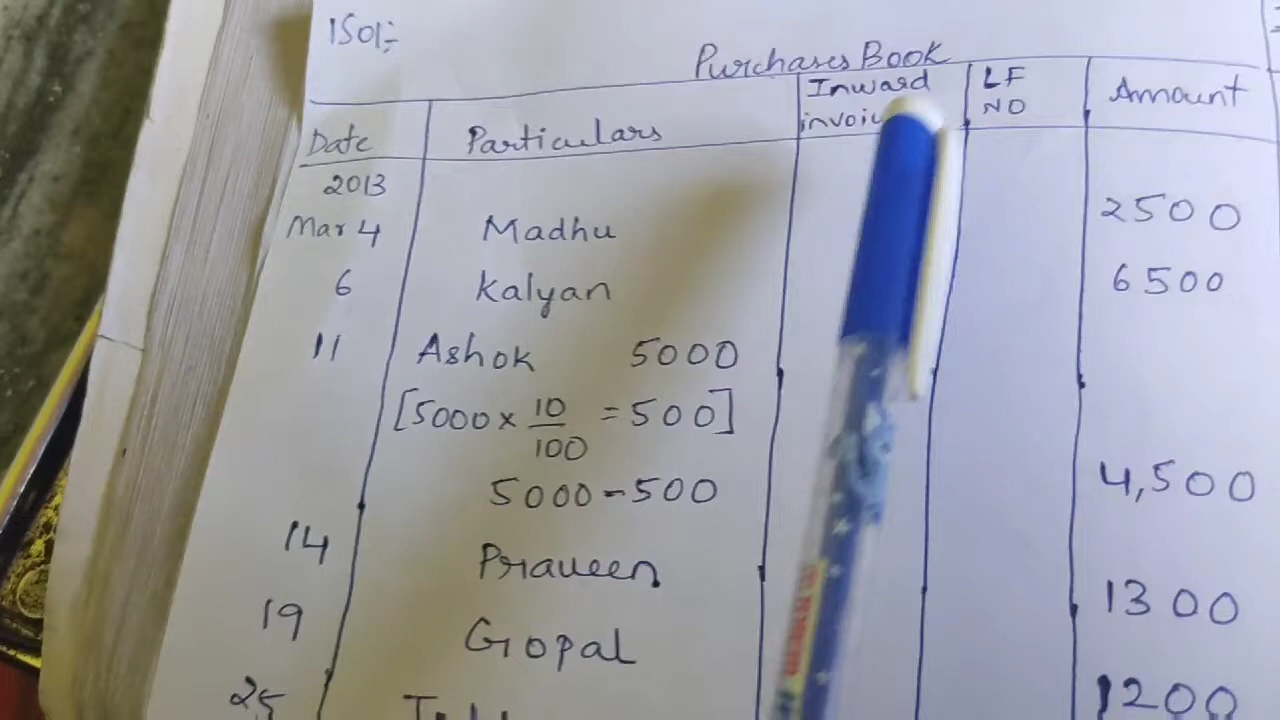 1501:-
Purchases Book
Date Particulars Inward LF NO Amount
2013
Mar 4 Madhu 2500
6 Kalyan 6500
11 Ashok 5000
[5000 × 10/100 = 500]
5000 - 500 4,500
14 Praveen 1300
19 Gopal 1200
25